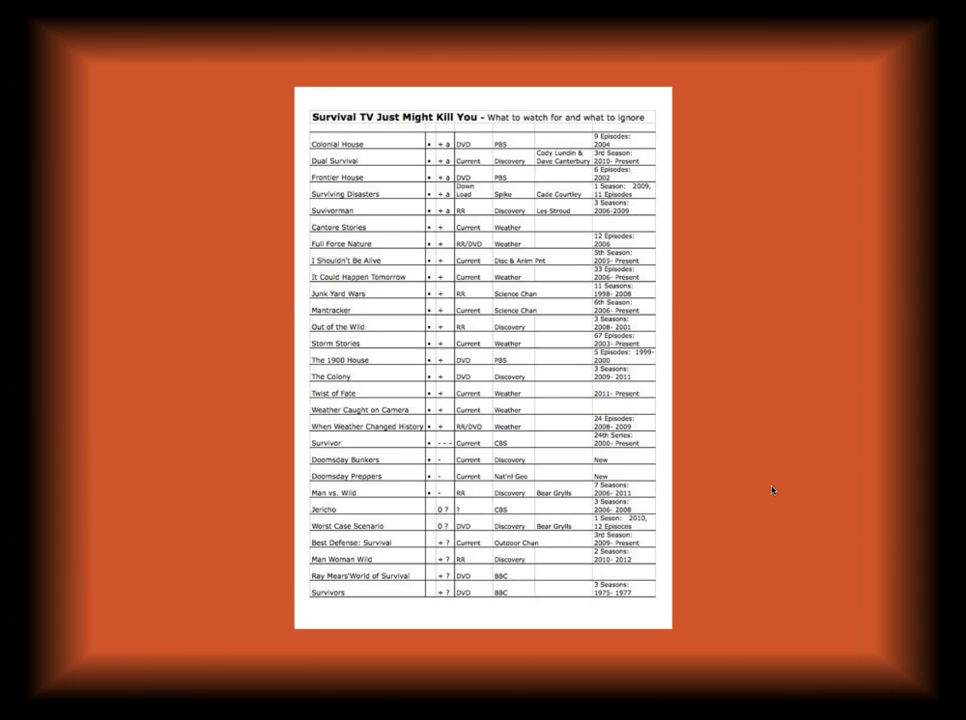 Survival TV Just Might Kill You - What to watch for and what to ignore
Colonial House • + a DVD PBS 9 Episodes: 2004
Dual Survival • + a Current Discovery Cody Lundin & Dave Canterbury 3rd Season: 2010- Present
Frontier House • + a DVD PBS 6 Episodes: 2002
Surviving Disasters • + a Down Load Spike Cade Courtley 1 Season: 2009, 11 Episodes
Suvivorman • + a RR Discovery Les Stroud 3 Seasons: 2006-2009
Cantore Stories • + Current Weather
Full Force Nature • + RR/DVD Weather 12 Episodes: 2006
I Shouldn't Be Alive • + Current Disc & Anim Pnt 5th Season: 2005- Present
It Could Happen Tomorrow • + Current Weather 33 Episodes: 2006- Present
Junk Yard Wars • + RR Science Chan 11 Seasons: 1998- 2008
Mantracker • + Current Science Chan 6th Season: 2006- Present
Out of the Wild • + RR Discovery 3 Seasons: 2008- 2001
Storm Stories • + Current Weather 67 Episodes: 2003- Present
The 1900 House • + DVD PBS 5 Episodes: 1999- 2000
The Colony • + DVD Discovery 3 Seasons: 2009- 2011
Twist of Fate • + Current Weather 2011- Present
Weather Caught on Camera • + Current Weather
When Weather Changed History • + RR/DVD Weather 24 Episodes: 2008- 2009
Survivor • - - - Current CBS 24th Series: 2000- Present
Doomsday Bunkers • - Current Discovery New
Doomsday Preppers • - Current Nat'nl Geo New
Man vs. Wild • - RR Discovery Bear Grylls 7 Seasons: 2006- 2011
Jericho 0 ? ? CBS 3 Seasons: 2006- 2008
Worst Case Scenario 0 ? DVD Discovery Bear Grylls 1 Seson: 2010, 12 Episoces
Best Defense: Survival + ? Current Outdoor Chan 3rd Season: 2009- Present
Man Woman Wild + ? RR Discovery 2 Seasons: 2010- 2012
Ray Mears'World of Survival + ? DVD BBC
Survivors + ? DVD BBC 3 Seasons: 1975- 1977